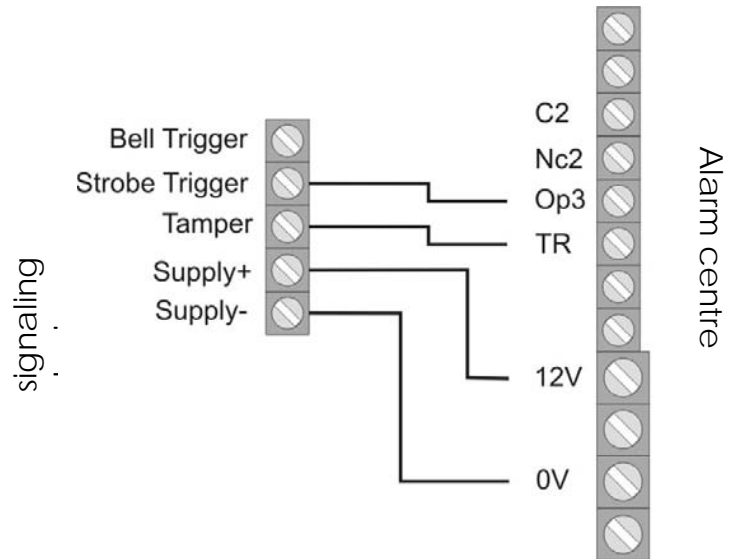 Bell Trigger
Strobe Trigger
Tamper
Supply+
Supply-
C2
Nc2
Op3
TR
12V
0V
Alarm centre
signaling